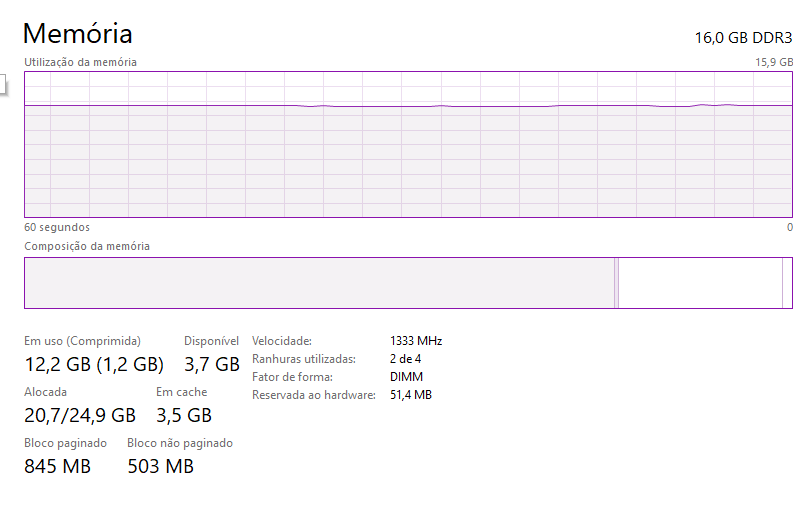 Memória
16,0 GB DDR3
Utilização da memória
15,9 GB
60 segundos
0
Composição da memória
Em uso (Comprimida)
12,2 GB (1,2 GB)
Disponível
3,7 GB
Alocada
20,7/24,9 GB
Em cache
3,5 GB
Bloco paginado
845 MB
Bloco não paginado
503 MB
Velocidade: 1333 MHz
Ranhuras utilizadas: 2 de 4
Fator de forma: DIMM
Reservada ao hardware: 51,4 MB